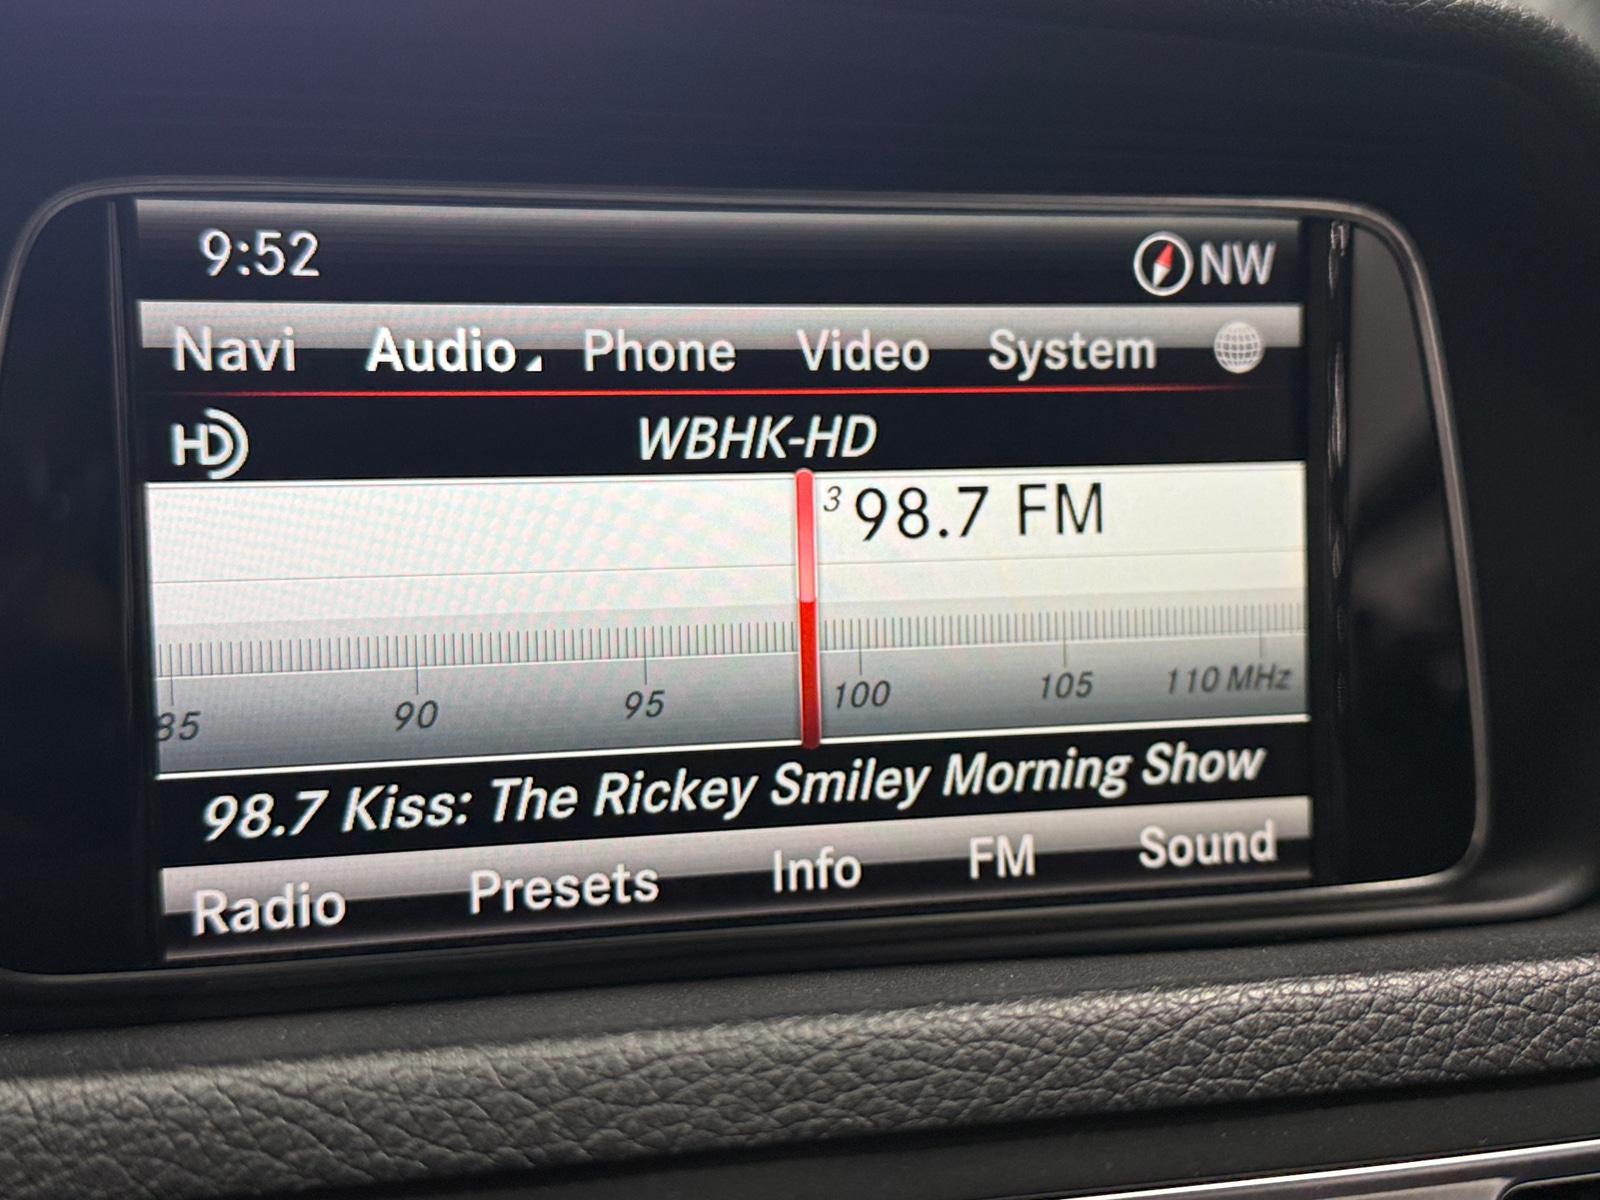 9:52 NW
Navi Audio Phone Video System
HD WBHK-HD
3 98.7 FM
85 90 95 100 105 110 MHz
98.7 Kiss: The Rickey Smiley Morning Show
Radio Presets Info FM Sound